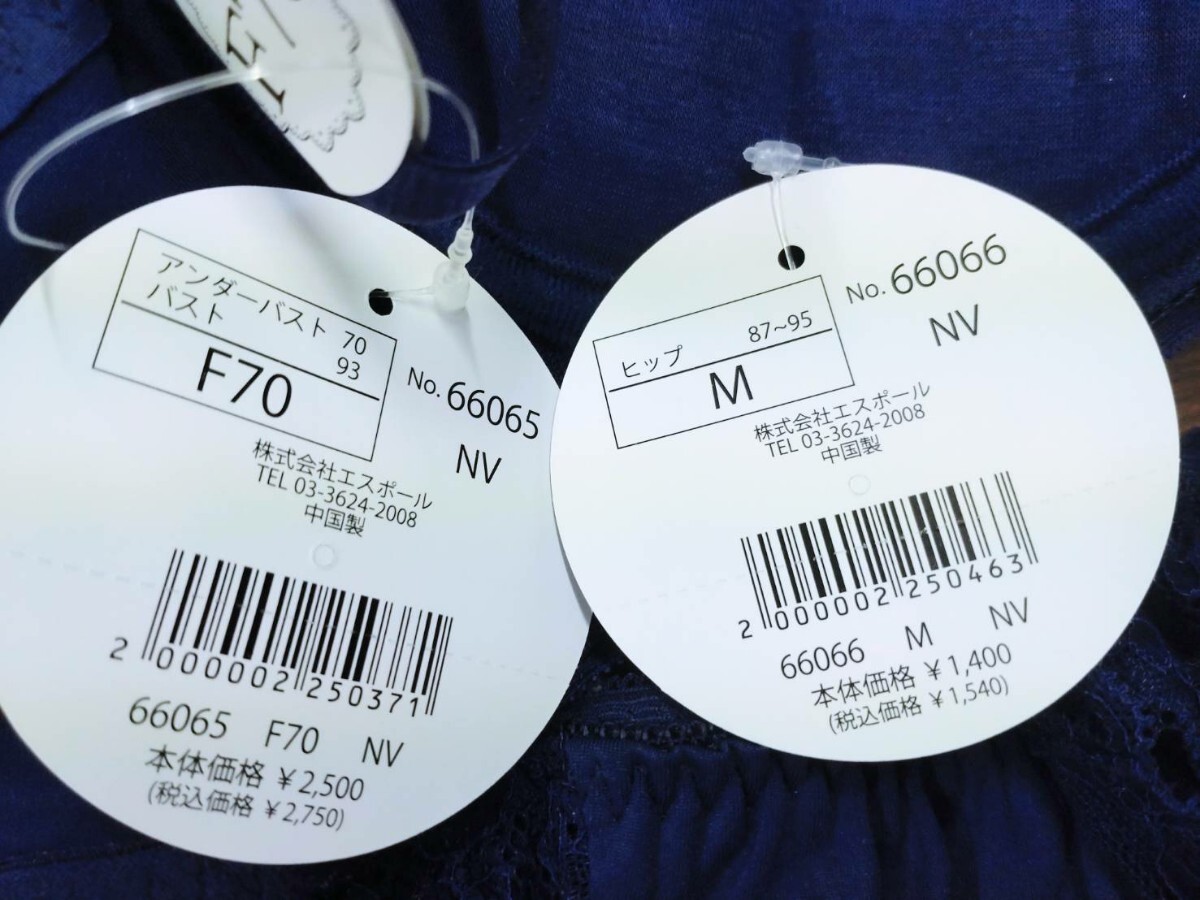 アンダーバスト 70
バスト 93
F70
No. 66065
NV
株式会社エスポール
TEL 03-3624-2008
中国製
2 000002 250371
66065 F70 NV
本体価格 ¥2,500
(税込価格 ¥2,750)
No. 66066
NV
ヒップ 87~95
M
株式会社エスポール
TEL 03-3624-2008
中国製
2 000002 250463
66066 M NV
本体価格 ¥1,400
(税込価格 ¥1,540)